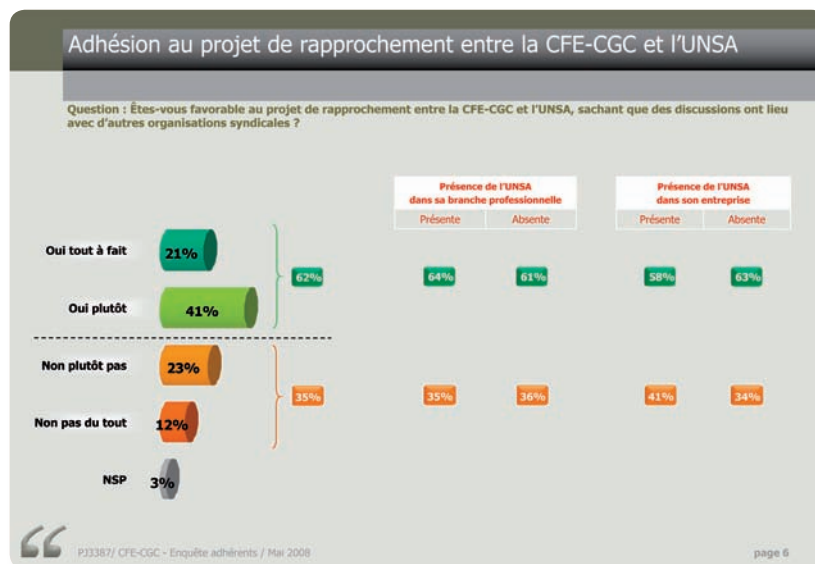 Adhésion au projet de rapprochement entre la CFE-CGC et l'UNSA
Question : Êtes-vous favorable au projet de rapprochement entre la CFE-CGC et l'UNSA, sachant que des discussions ont lieu
avec d'autres organisations syndicales ?
Présence de l'UNSA
dans sa branche professionnelle
Présente Absente
Présence de l'UNSA
dans son entreprise
Présente Absente
Oui tout à fait 21%
62% 64% 61% 58% 63%
Oui plutôt 41%
Non plutôt pas 23%
35% 35% 36% 41% 34%
Non pas du tout 12%
NSP 3%
PJ3387/ CFE-CGC - Enquête adhérents / Mai 2008
page 6